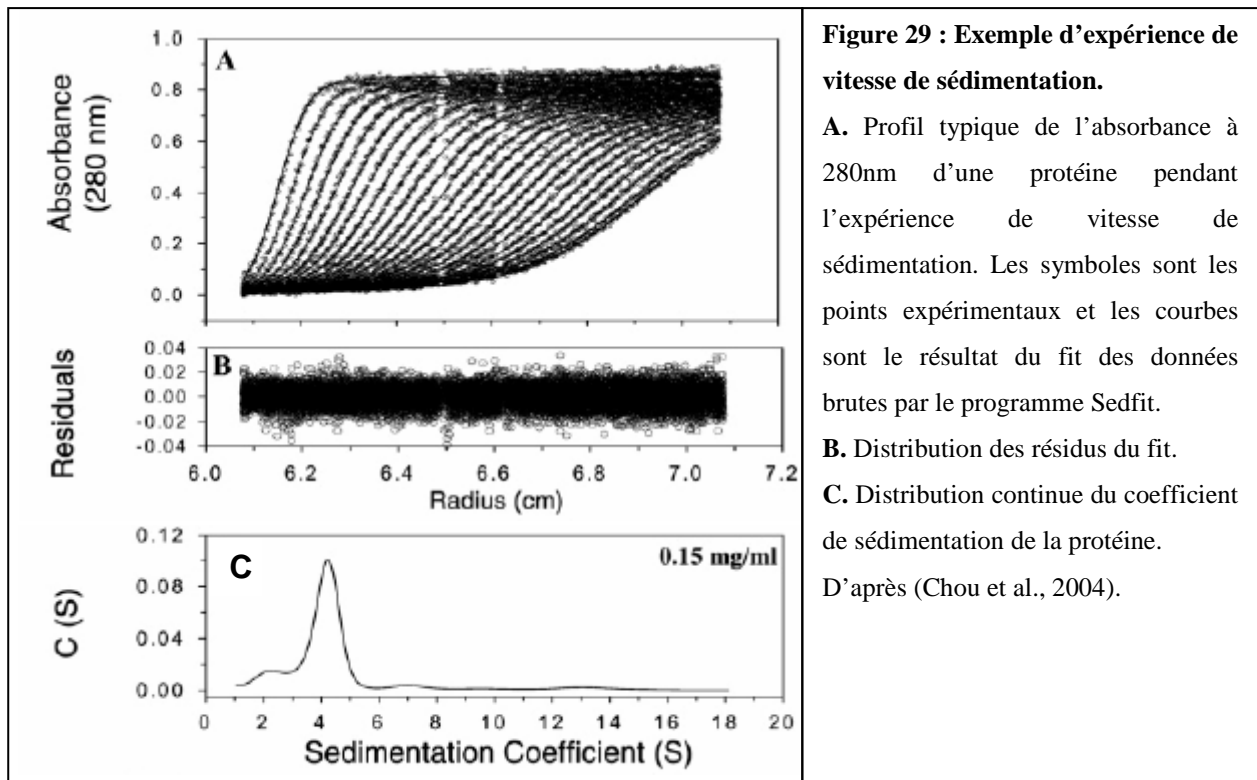 A
Absorbance
(280 nm)
1.0
0.8
0.6
0.4
0.2
0.0
B
Residuals
0.04
0.02
0.00
-0.02
-0.04
6.0 6.2 6.4 6.6 6.8 7.0 7.2
Radius (cm)
C
0.15 mg/ml
C (S)
0.12
0.08
0.04
0.00
0 2 4 6 8 10 12 14 16 18 20
Sedimentation Coefficient (S)
Figure 29 : Exemple d’expérience de
vitesse de sédimentation.
A. Profil typique de l’absorbance à
280nm d’une protéine pendant
l’expérience de vitesse de
sédimentation. Les symboles sont les
points expérimentaux et les courbes
sont le résultat du fit des données
brutes par le programme Sedfit.
B. Distribution des résidus du fit.
C. Distribution continue du coefficient
de sédimentation de la protéine.
D’après (Chou et al., 2004).